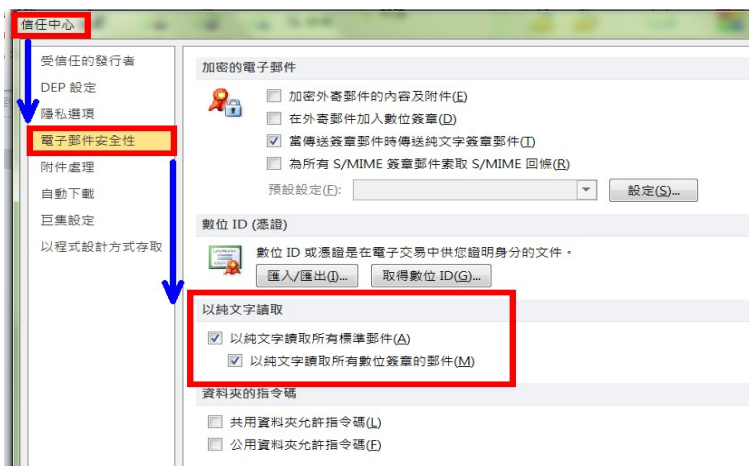 信任中心
受信任的發行者
DEP 設定
隱私選項
電子郵件安全性
附件處理
自動下載
巨集設定
以程式設計方式存取
加密的電子郵件
加密外寄郵件的內容及附件(E)
在外寄郵件加入數位簽章(D)
當傳送簽章郵件時傳送純文字簽章郵件(T)
為所有 S/MIME 簽章郵件索取 S/MIME 回條(R)
預設設定(F):
設定(S)...
數位 ID (憑證)
數位 ID 或憑證是在電子交易中供您證明身分的文件。
匯入/匯出(I)... 取得數位 ID(G)...
以純文字讀取
以純文字讀取所有標準郵件(A)
以純文字讀取所有數位簽章的郵件(M)
資料夾的指令碼
共用資料夾允許指令碼(L)
公用資料夾允許指令碼(F)